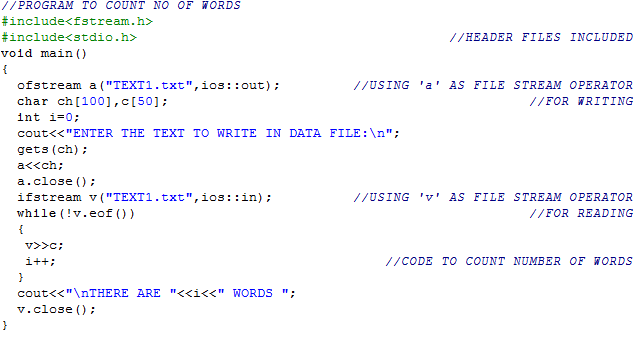 //PROGRAM TO COUNT NO OF WORDS
#include<fstream.h>
#include<stdio.h> //HEADER FILES INCLUDED
void main()
{
ofstream a("TEXT1.txt",ios::out); //USING 'a' AS FILE STREAM OPERATOR
char ch[100],c[50]; //FOR WRITING
int i=0;
cout<<"ENTER THE TEXT TO WRITE IN DATA FILE:\n";
gets(ch);
a<<ch;
a.close();
ifstream v("TEXT1.txt",ios::in); //USING 'v' AS FILE STREAM OPERATOR
while(!v.eof()) //FOR READING
{
v>>c;
i++; //CODE TO COUNT NUMBER OF WORDS
}
cout<<"\nTHERE ARE "<<i<<" WORDS ";
v.close();
}